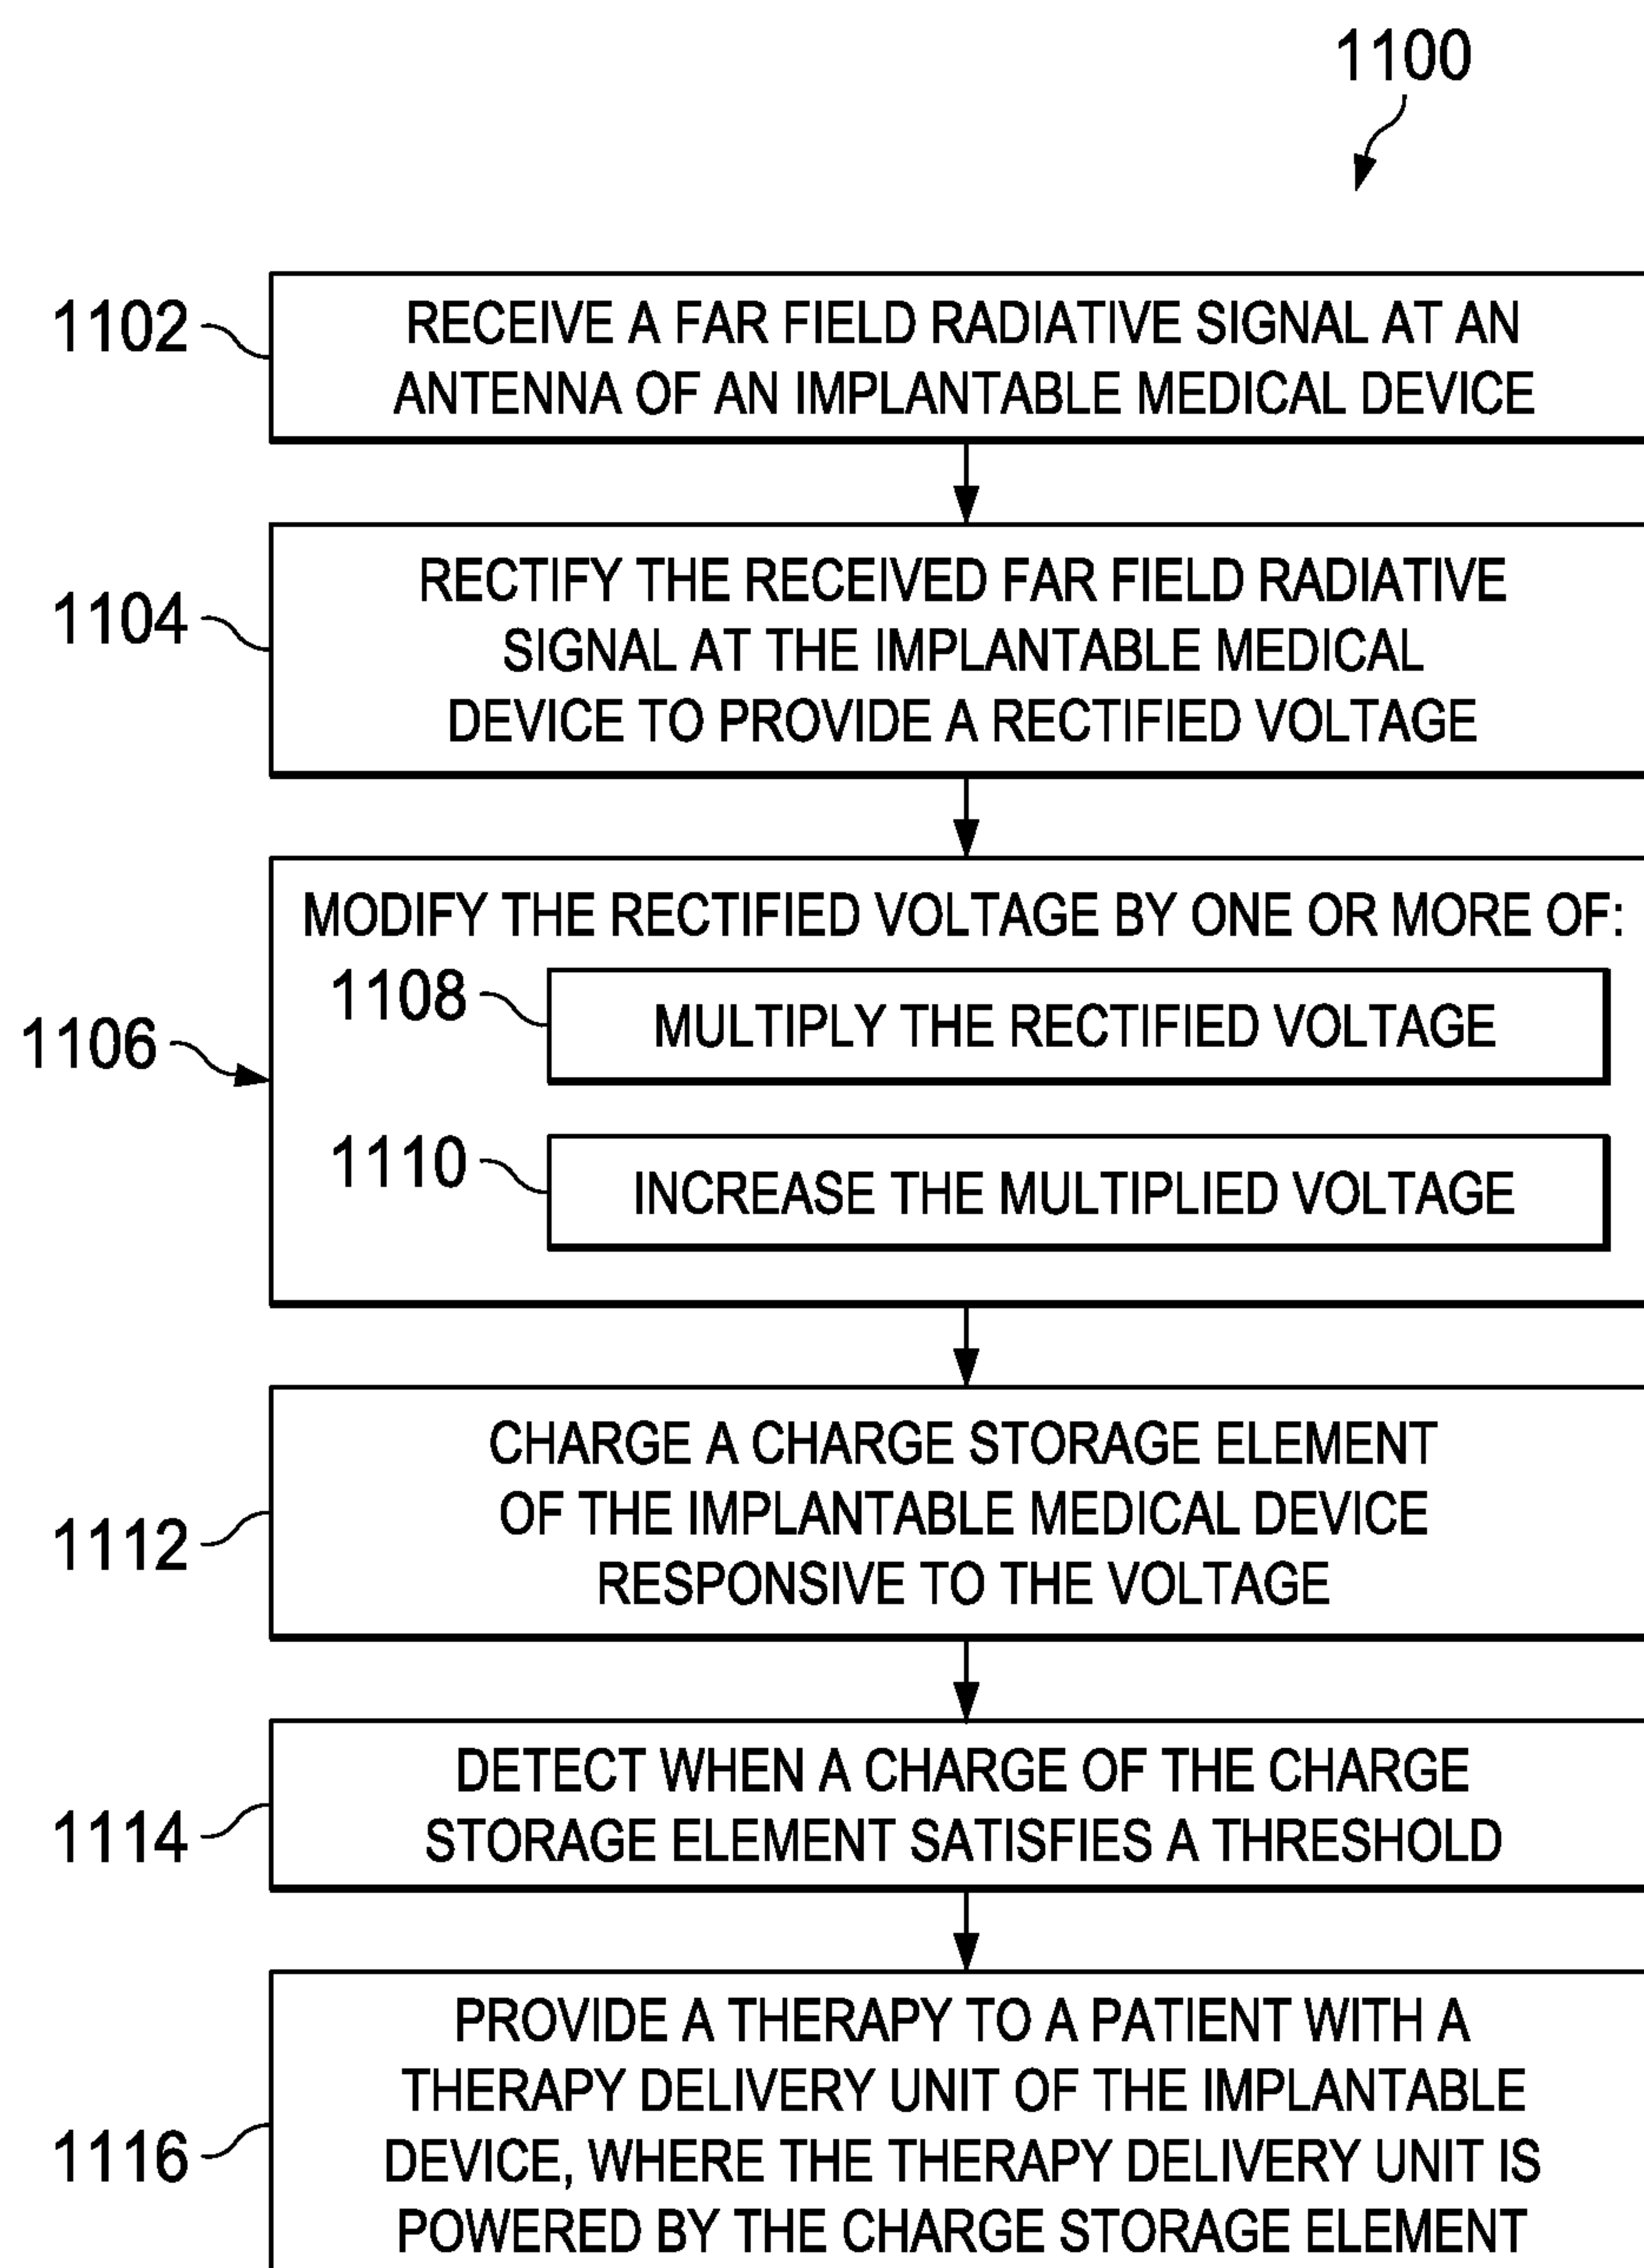 1100
1102
RECEIVE A FAR FIELD RADIATIVE SIGNAL AT AN
ANTENNA OF AN IMPLANTABLE MEDICAL DEVICE
1104
RECTIFY THE RECEIVED FAR FIELD RADIATIVE
SIGNAL AT THE IMPLANTABLE MEDICAL
DEVICE TO PROVIDE A RECTIFIED VOLTAGE
1106
MODIFY THE RECTIFIED VOLTAGE BY ONE OR MORE OF:
1108
MULTIPLY THE RECTIFIED VOLTAGE
1110
INCREASE THE MULTIPLIED VOLTAGE
1112
CHARGE A CHARGE STORAGE ELEMENT
OF THE IMPLANTABLE MEDICAL DEVICE
RESPONSIVE TO THE VOLTAGE
1114
DETECT WHEN A CHARGE OF THE CHARGE
STORAGE ELEMENT SATISFIES A THRESHOLD
1116
PROVIDE A THERAPY TO A PATIENT WITH A
THERAPY DELIVERY UNIT OF THE IMPLANTABLE
DEVICE, WHERE THE THERAPY DELIVERY UNIT IS
POWERED BY THE CHARGE STORAGE ELEMENT